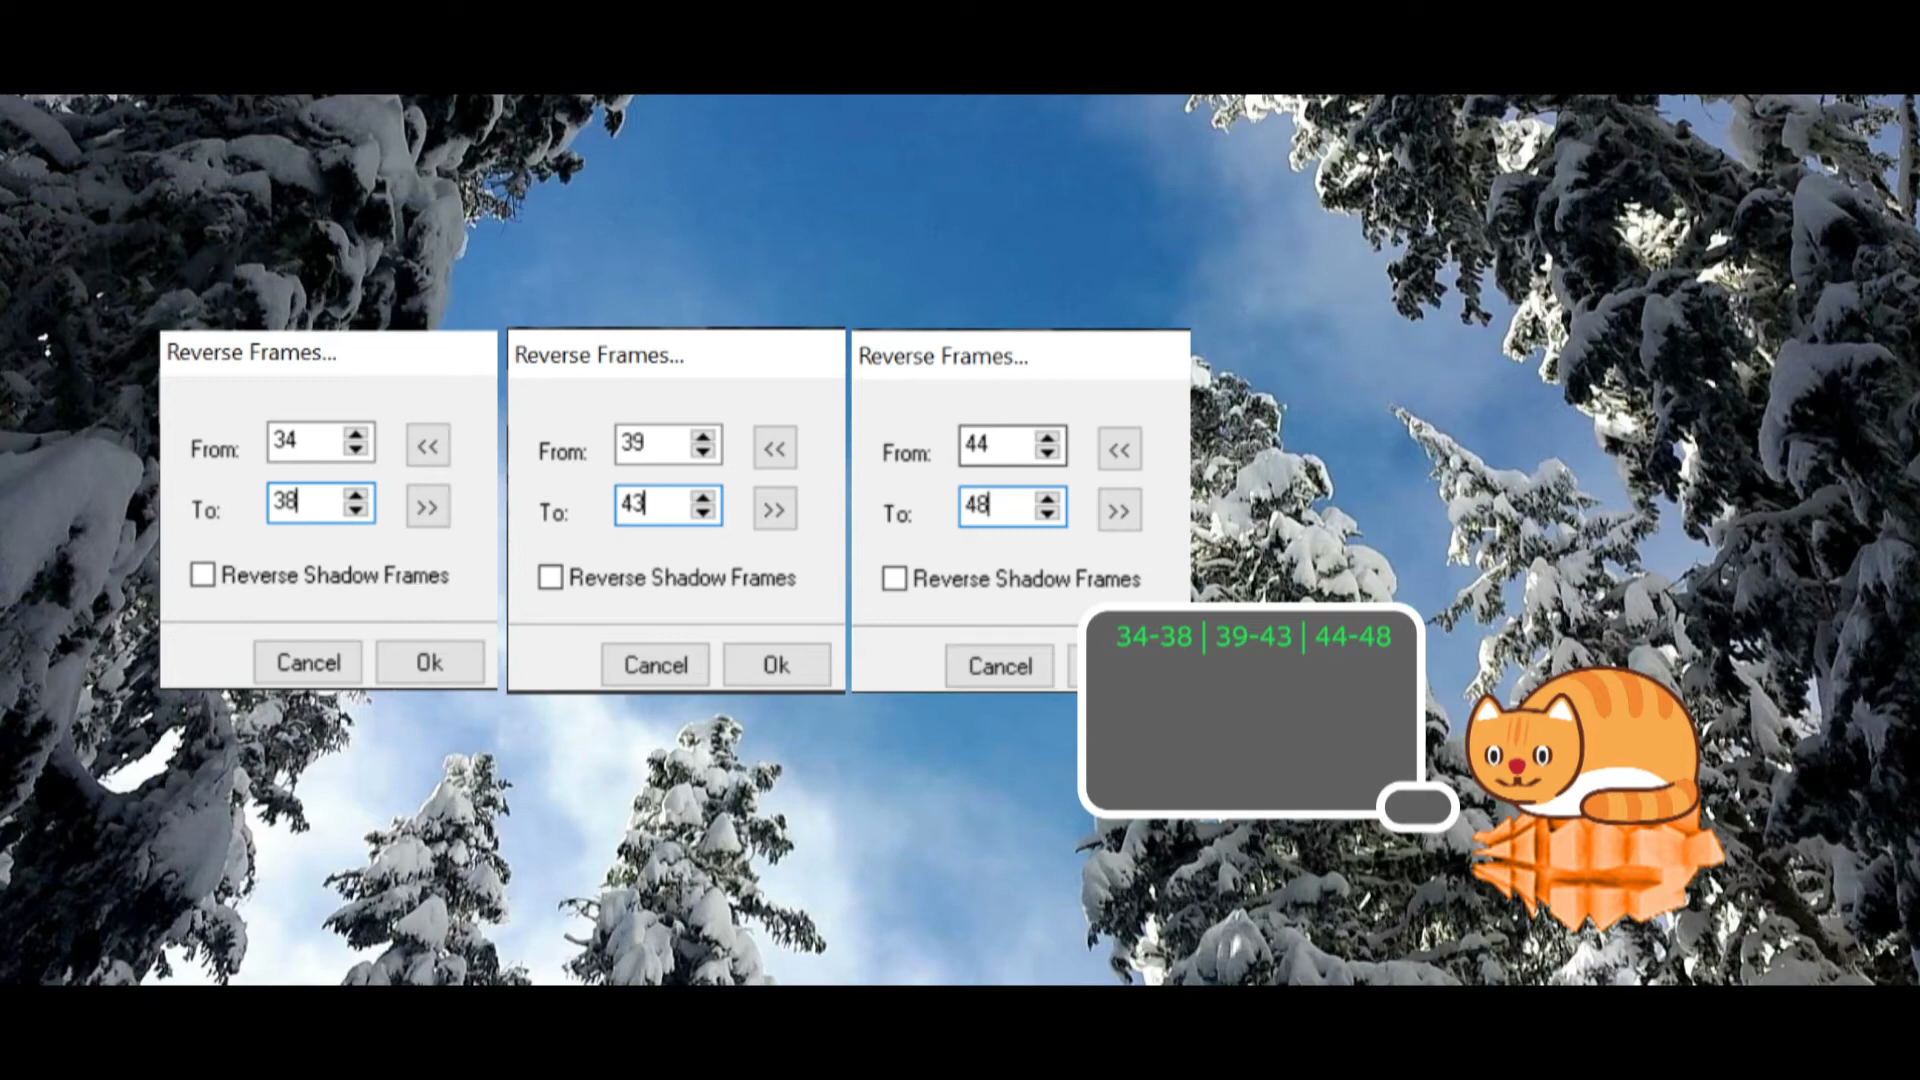 Reverse Frames...
From: 34 <<
To: 38 >>
Reverse Shadow Frames
Cancel Ok
Reverse Frames...
From: 39 <<
To: 43 >>
Reverse Shadow Frames
Cancel Ok
Reverse Frames...
From: 44 <<
To: 48 >>
Reverse Shadow Frames
Cancel
34-38 | 39-43 | 44-48